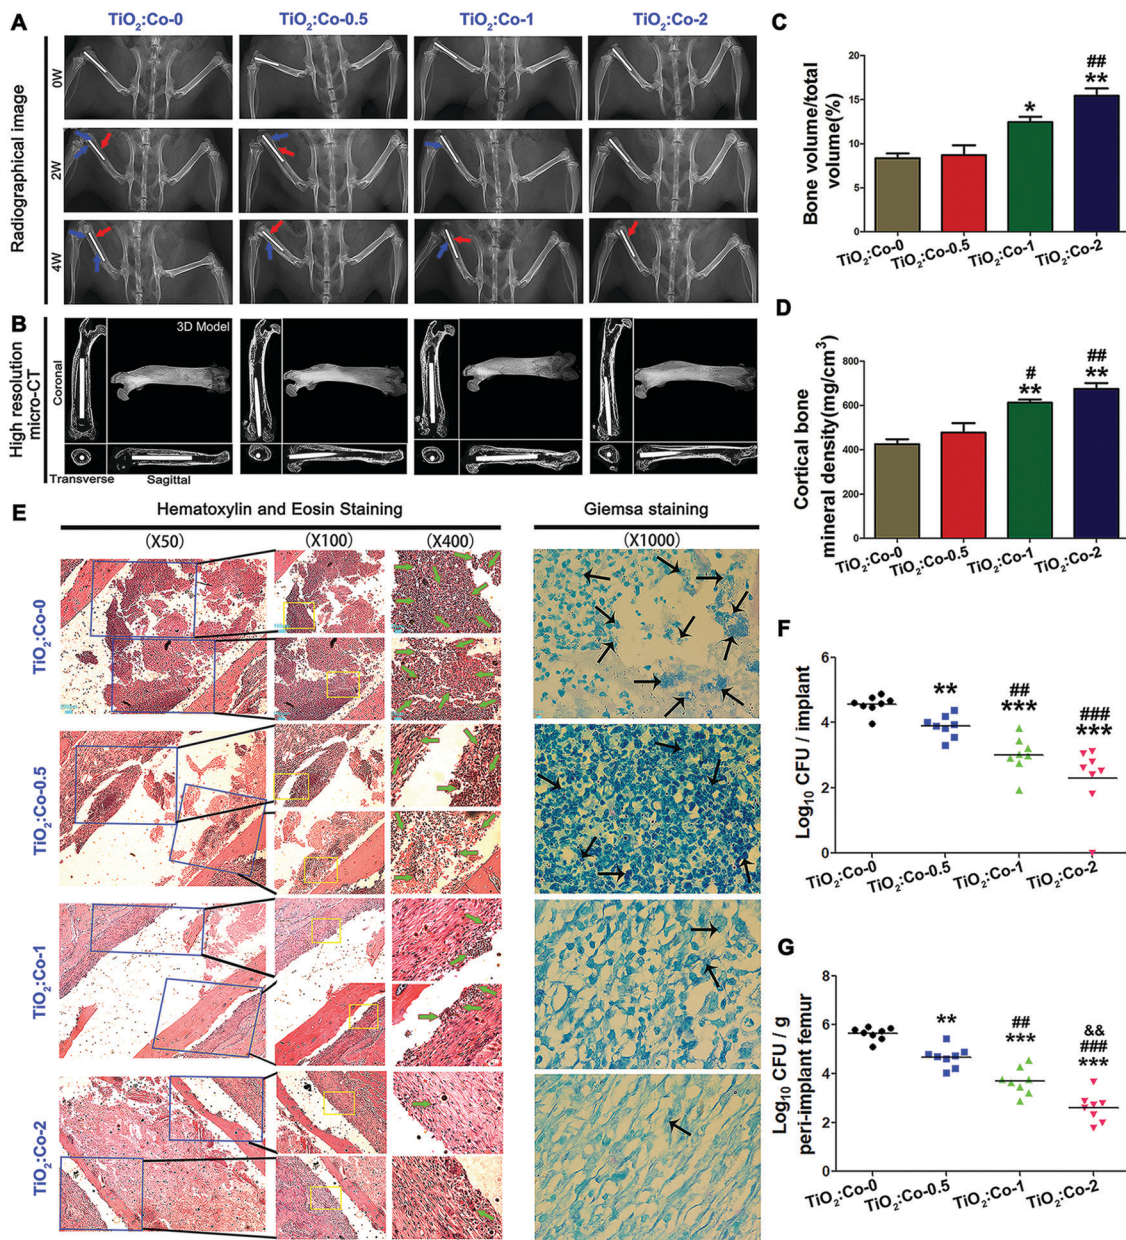 A
TiO₂:Co-0
TiO₂:Co-0.5
TiO₂:Co-1
TiO₂:Co-2
Radiographical image
0W
2W
4W
B
High resolution
micro-CT
Coronal
3D Model
Transverse
Sagittal
C
Bone volume/total
volume(%)
20
15
10
5
0
*
##
**
TiO₂:Co-0
TiO₂:Co-0.5
TiO₂:Co-1
TiO₂:Co-2
D
Cortical bone
mineral density(mg/cm³)
800
600
400
200
0
#
**
##
**
TiO₂:Co-0
TiO₂:Co-0.5
TiO₂:Co-1
TiO₂:Co-2
E
Hematoxylin and Eosin Staining
Giemsa staining
(X50)
(X100)
(X400)
(X1000)
TiO₂:Co-0
TiO₂:Co-0.5
TiO₂:Co-1
TiO₂:Co-2
F
Log₁₀ CFU / implant
6
4
2
0
**
##
***
###
***
TiO₂:Co-0
TiO₂:Co-0.5
TiO₂:Co-1
TiO₂:Co-2
G
Log₁₀ CFU / g
peri-implant femur
8
6
4
2
0
**
##
***
&&
###
***
TiO₂:Co-0
TiO₂:Co-0.5
TiO₂:Co-1
TiO₂:Co-2